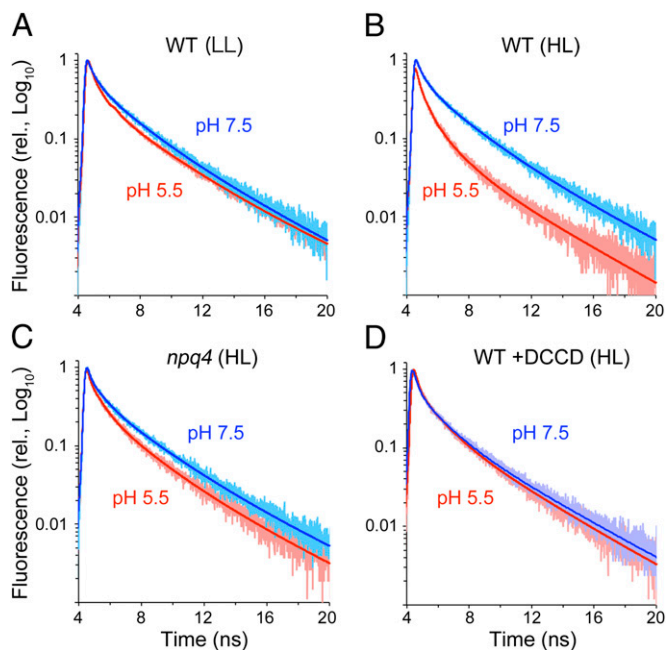 A
WT (LL)
Fluorescence (rel., Log10)
1
0.1
0.01
pH 7.5
pH 5.5
4 8 12 16 20
B
WT (HL)
1
0.1
0.01
pH 7.5
pH 5.5
4 8 12 16 20
C
npq4 (HL)
Fluorescence (rel., Log10)
1
0.1
0.01
pH 7.5
pH 5.5
4 8 12 16 20
Time (ns)
D
WT +DCCD (HL)
1
0.1
0.01
pH 7.5
pH 5.5
4 8 12 16 20
Time (ns)